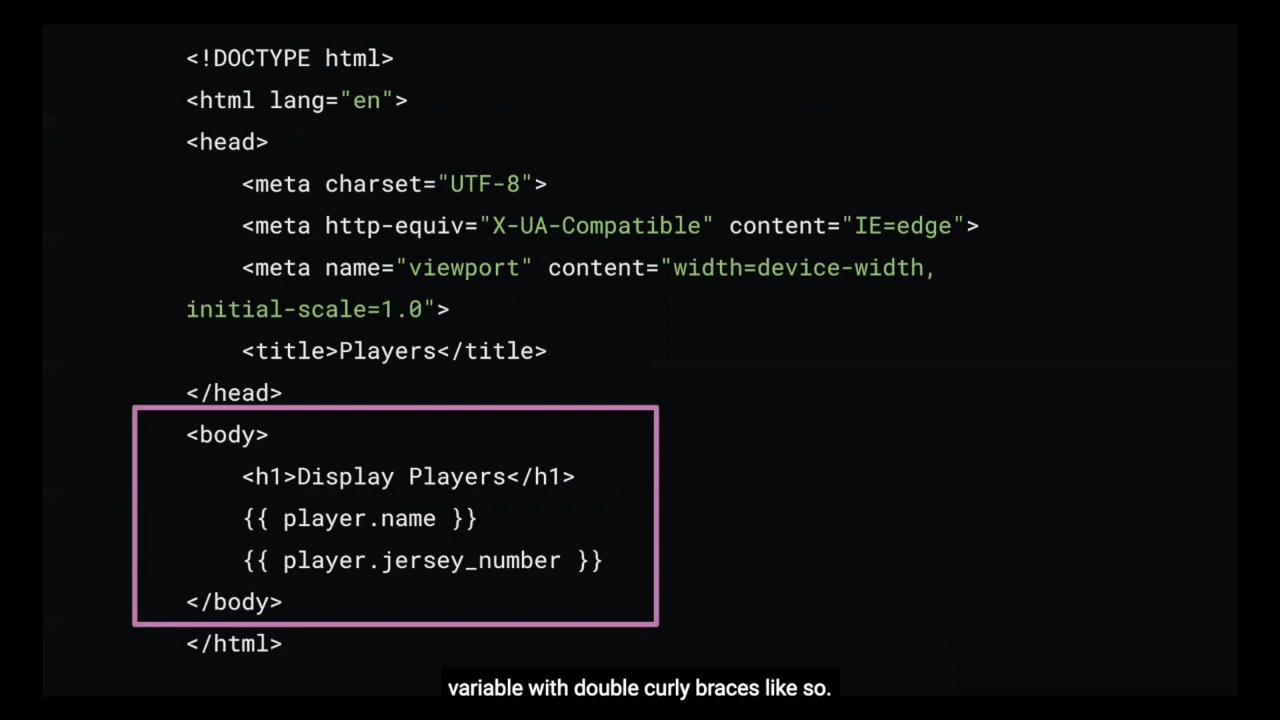 <!DOCTYPE html>
<html lang="en">
<head>
<meta charset="UTF-8">
<meta http-equiv="X-UA-Compatible" content="IE=edge">
<meta name="viewport" content="width=device-width,
initial-scale=1.0">
<title>Players</title>
</head>
<body>
<h1>Display Players</h1>
{{ player.name }}
{{ player.jersey_number }}
</body>
</html>
variable with double curly braces like so.